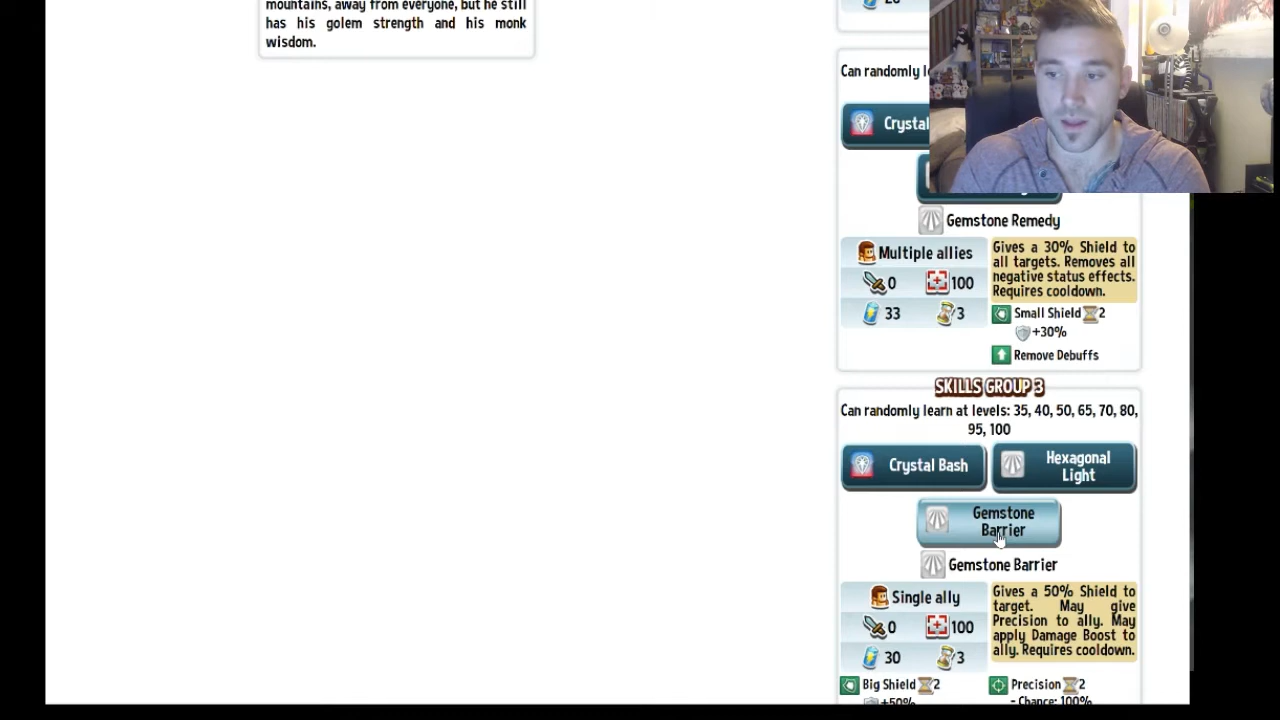 mountains, away from everyone, but he still
has his golem strength and his monk
wisdom.
Can randomly
Crystal
Gemstone Remedy
Multiple allies
0
100
33
3
Gives a 30% Shield to
all targets. Removes all
negative status effects.
Requires cooldown.
Small Shield 2
+30%
Remove Debuffs
SKILLS GROUP 3
Can randomly learn at levels: 35, 40, 50, 65, 70, 80,
95, 100
Crystal Bash
Hexagonal
Light
Gemstone
Barrier
Gemstone Barrier
Single ally
0
100
30
3
Gives a 50% Shield to
target. May give
Precision to ally. May
apply Damage Boost to
ally. Requires cooldown.
Big Shield 2
+50%
Precision 2
- Chance: 100%